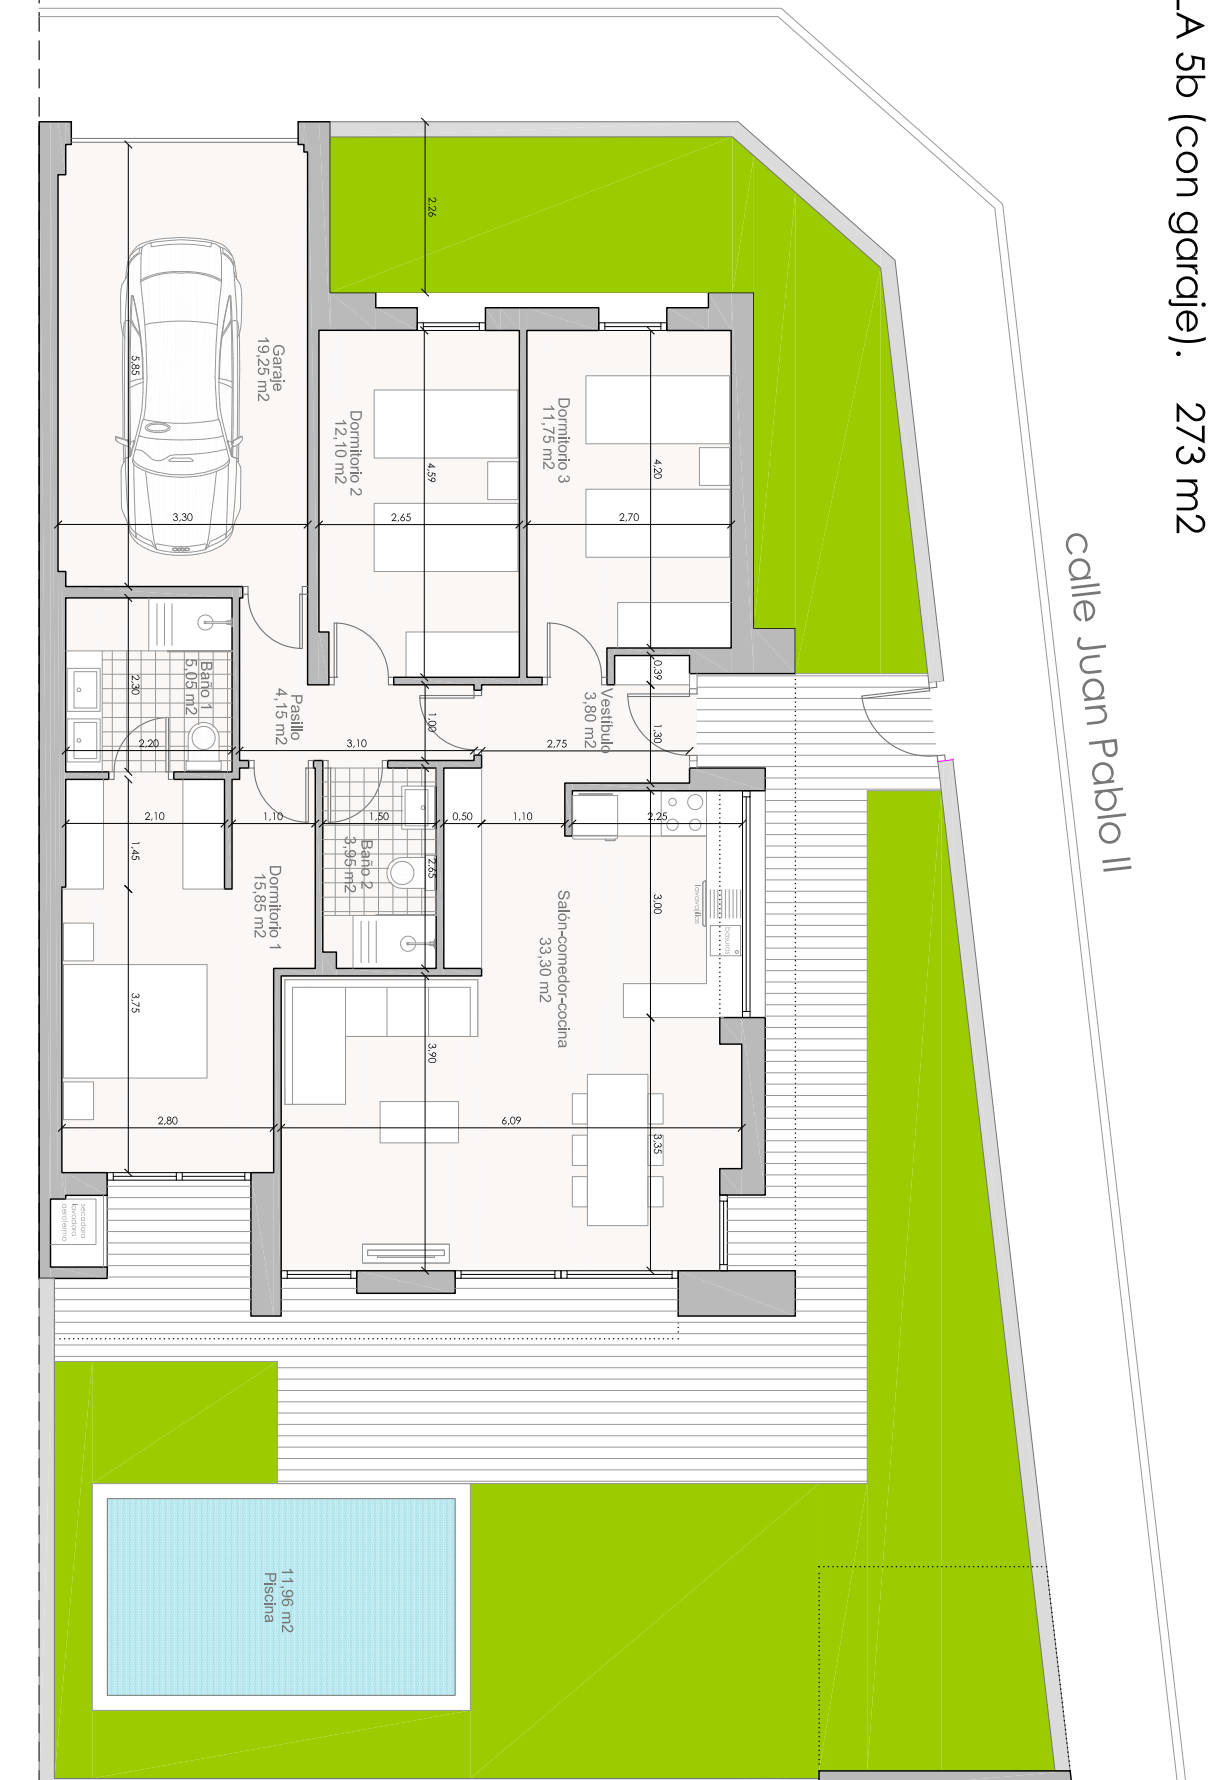 LA 5b (con garaje). 273 m2
calle Juan Pablo II
2,26
Garaje
19,25 m2
5,85
3,30
Dormitorio 2
12,10 m2
4,59
2,65
Dormitorio 3
11,75 m2
4,20
2,70
0,39
Baño 1
5,05 m2
2,30
2,20
Pasillo
4,15 m2
3,10
1,00
Vestíbulo
3,80 m2
2,75
1,30
2,10
1,45
1,10
1,50
0,50
1,10
2,25
Baño 2
3,95 m2
2,65
Dormitorio 1
15,85 m2
3,75
2,80
Salón-comedor-cocina
33,30 m2
3,00
lavavajillas
basuras
3,90
6,09
3,35
secadora
lavadora
aerotermo
11,96 m2
Piscina